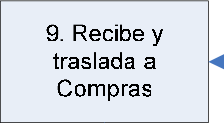 9. Recibe y
traslada a
Compras